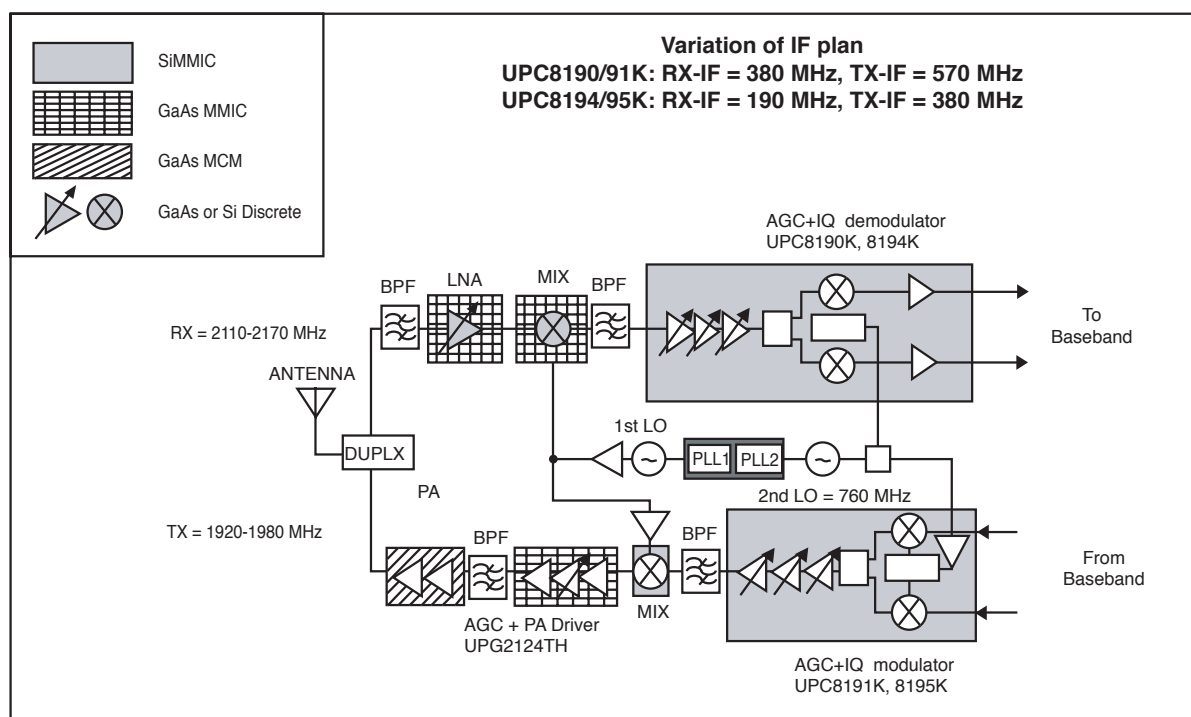 SiMMIC
GaAs MMIC
GaAs MCM
GaAs or Si Discrete
Variation of IF plan
UPC8190/91K: RX-IF = 380 MHz, TX-IF = 570 MHz
UPC8194/95K: RX-IF = 190 MHz, TX-IF = 380 MHz
AGC+IQ demodulator
UPC8190K, 8194K
BPF
LNA
MIX
BPF
RX = 2110-2170 MHz
To
Baseband
ANTENNA
1st LO
DUPLX
PLL1
PLL2
PA
2nd LO = 760 MHz
TX = 1920-1980 MHz
BPF
BPF
From
Baseband
MIX
AGC + PA Driver
UPG2124TH
AGC+IQ modulator
UPC8191K, 8195K